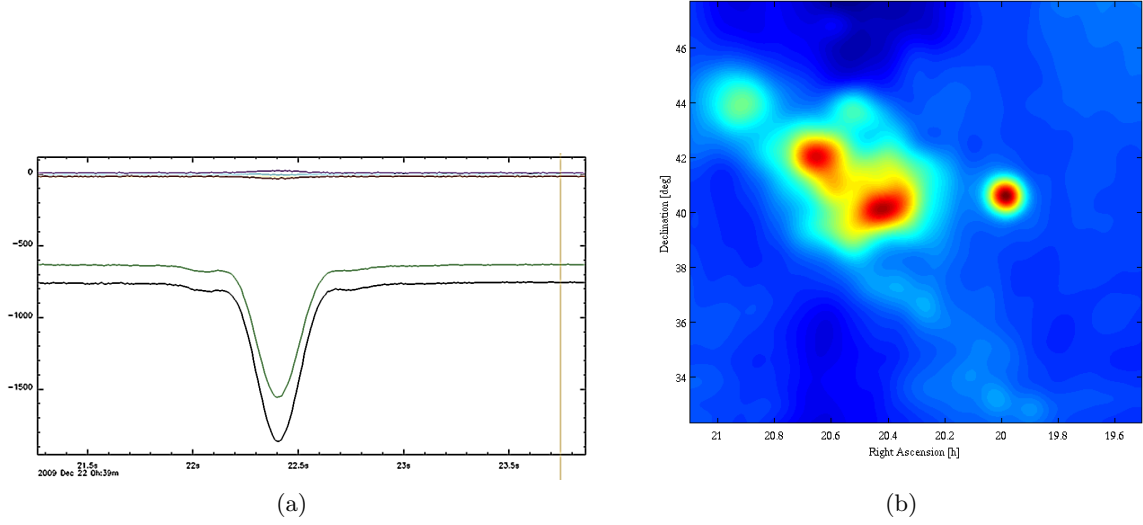 0
−500
−1000
−1500
21.5s 22s 22.5s 23s 23.5s
2009 Dec 22 0h:39m
(a)
46
44
42
40
38
36
34
Declination [deg]
21 20.8 20.6 20.4 20.2 20 19.8 19.6
Right Ascension [h]
(b)